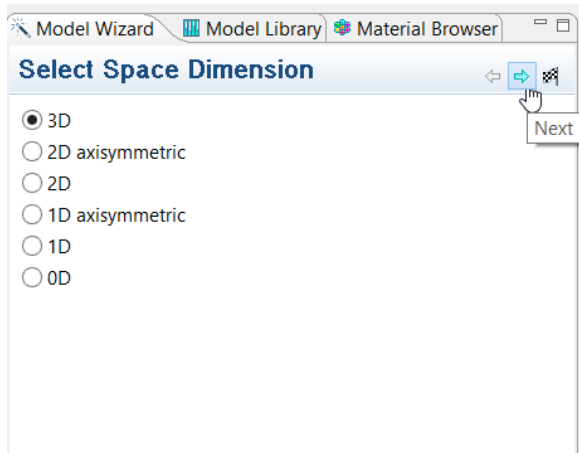 Model Wizard Model Library Material Browser
Select Space Dimension
Next
3D
2D axisymmetric
2D
1D axisymmetric
1D
0D